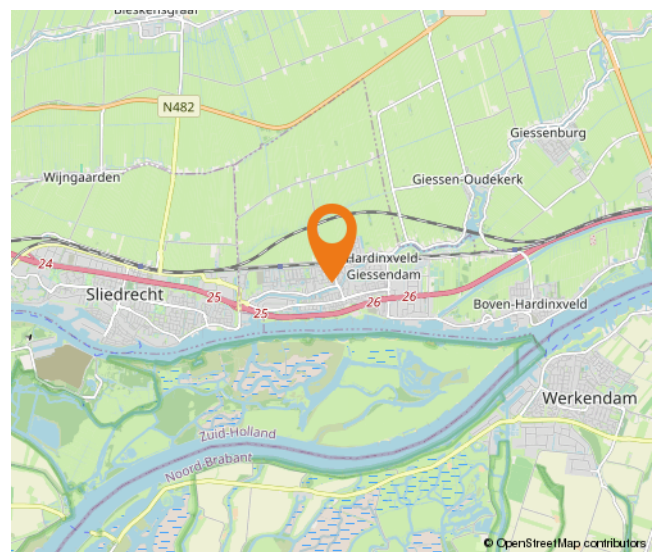 Bleskensgraaf
N482
Giessenburg
Wijngaarden
Giessen-Oudekerk
Hardinxveld-
Giessendam
24
Sliedrecht
25
25
26
26
Boven-Hardinxveld
Werkendam
Zuid-Holland
Noord-Brabant
© OpenStreetMap contributors